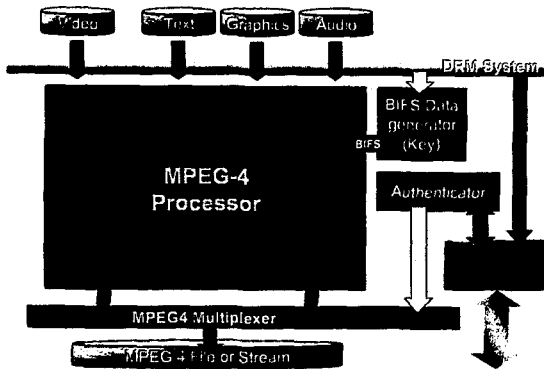 Video Text Graphics Audio
DRM System
BIFS Data
generator
(Key)
BIFS
MPEG-4
Processor
Authenticator
MPEG4 Multiplexer
MPEG 4 File or Stream